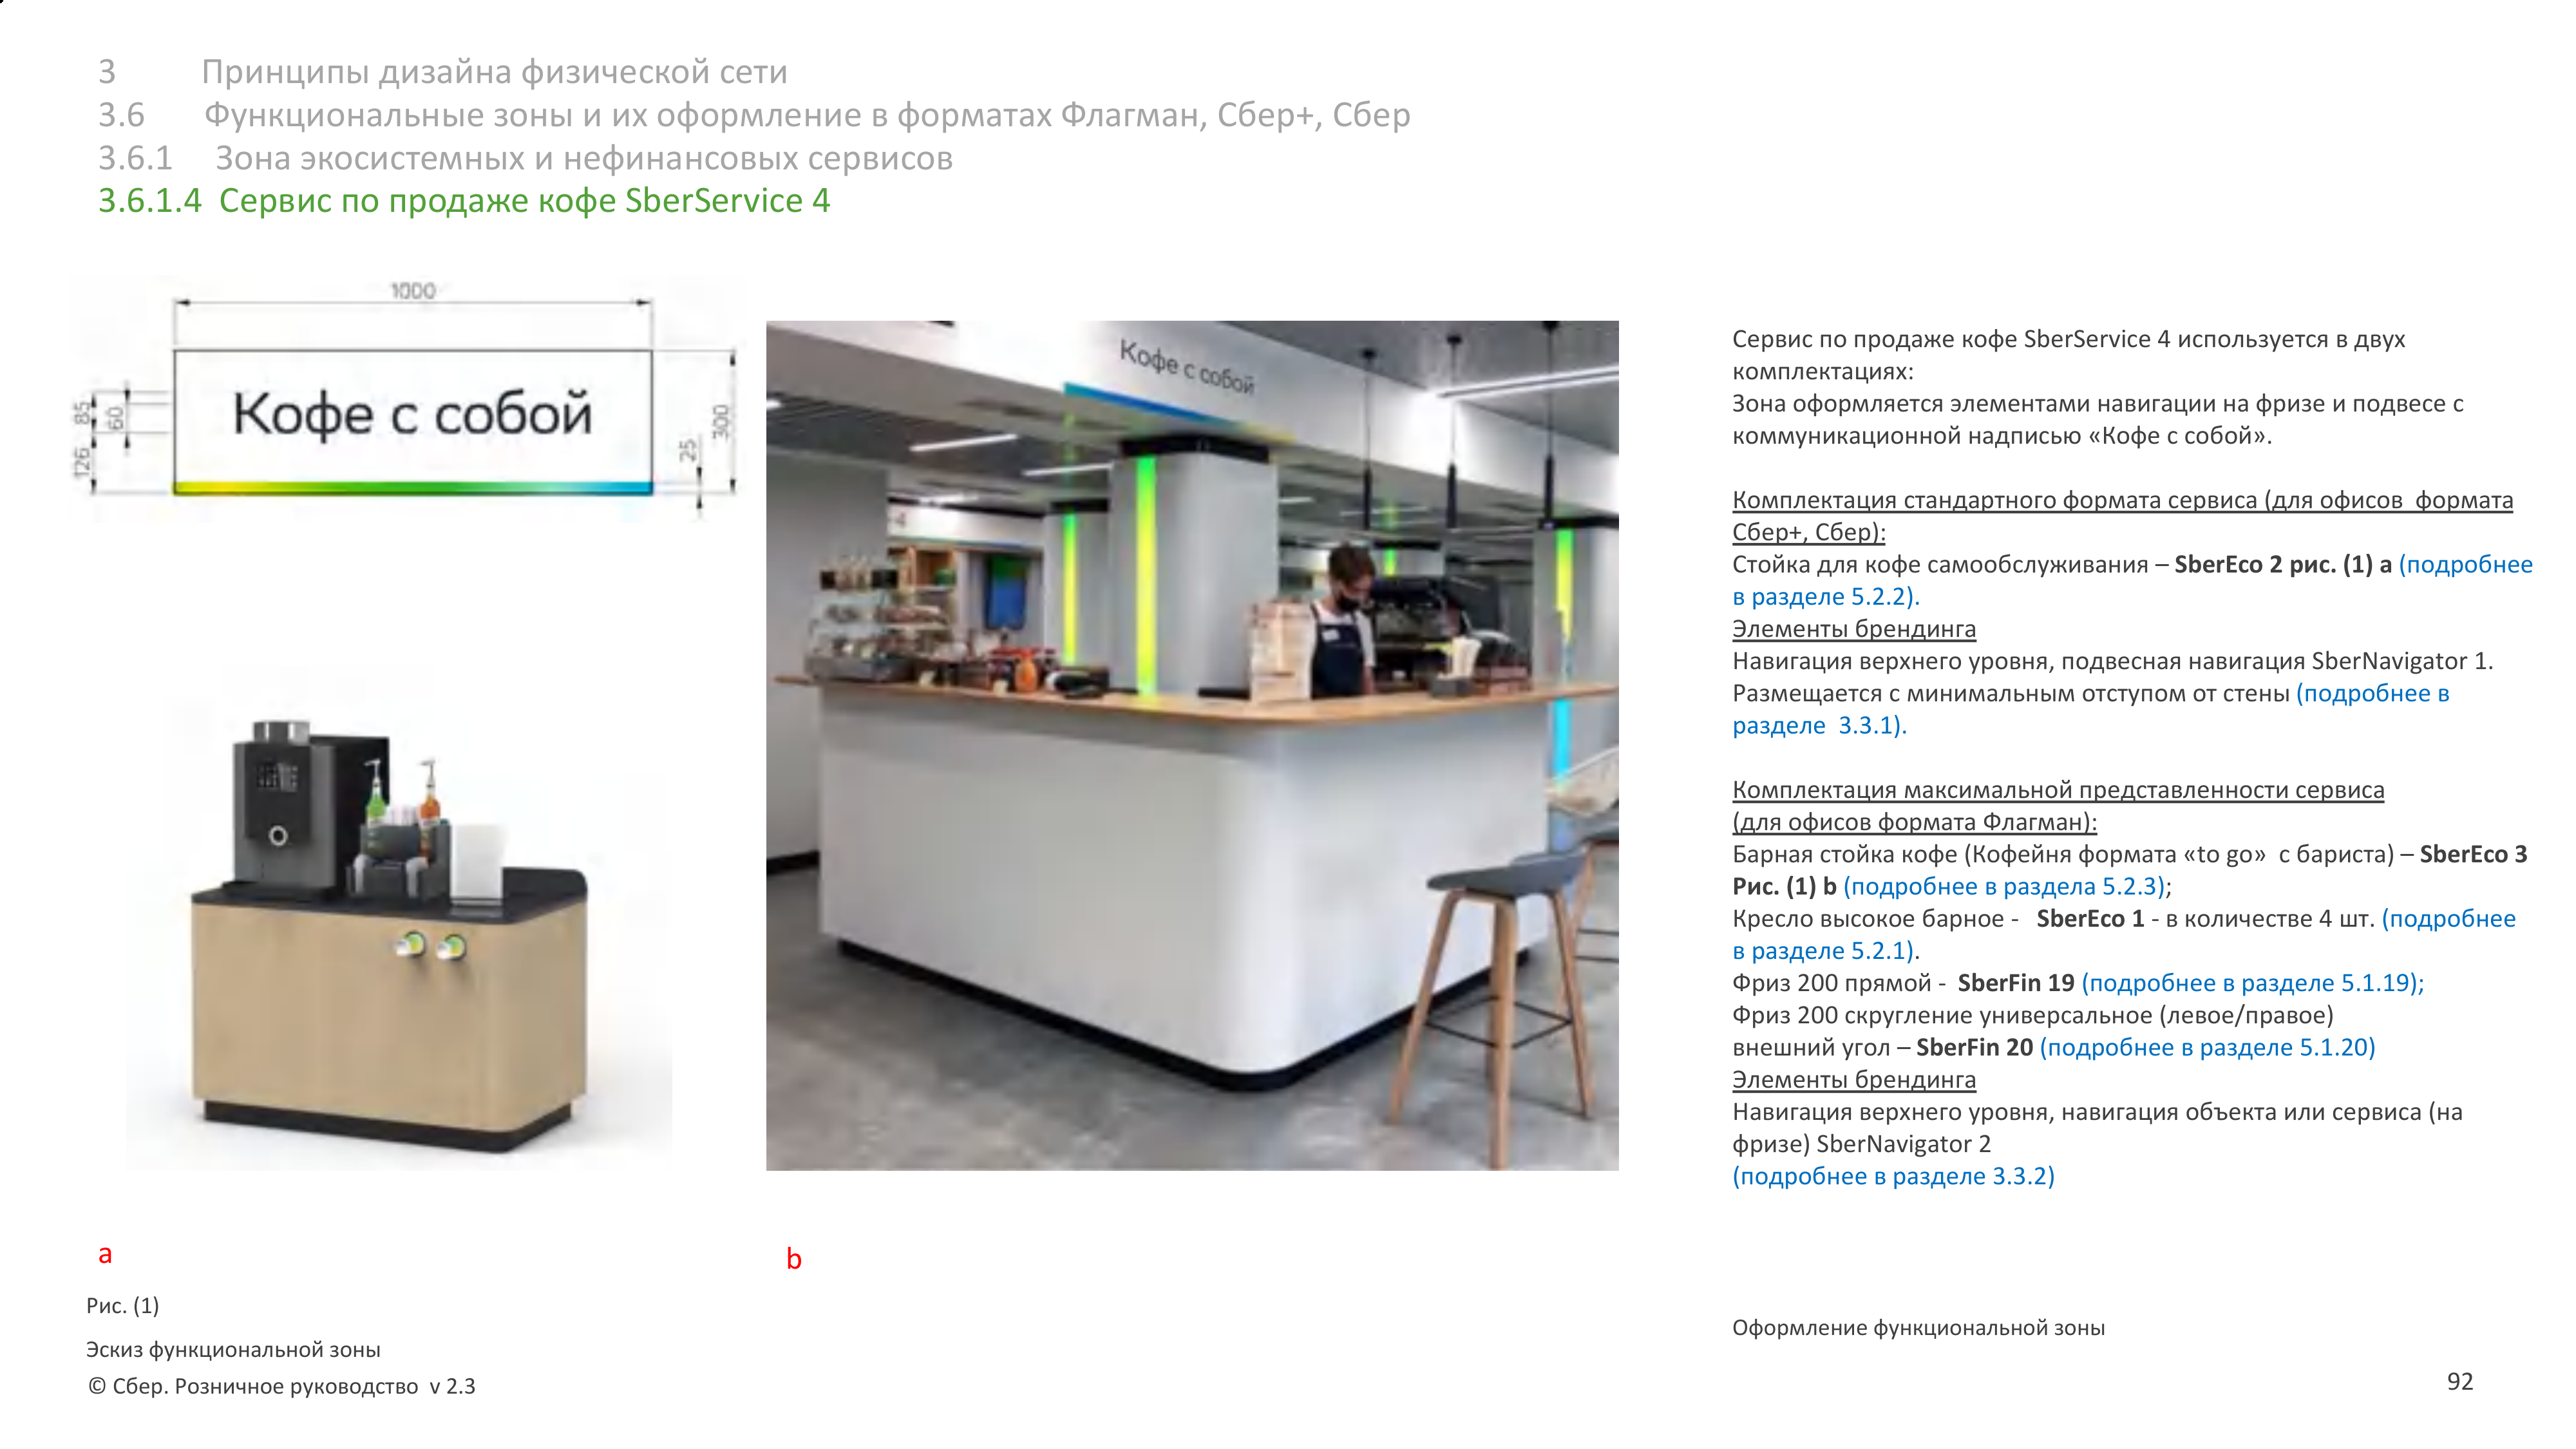 3 Принципы дизайна физической сети
3.6 Функциональные зоны и их оформление в форматах Флагман, Сбер+, Сбер
3.6.1 Зона экосистемных и нефинансовых сервисов
3.6.1.4 Сервис по продаже кофе SberService 4
1000
Кофе с собой
85
60
126
25
300
Кофе с собой
Сервис по продаже кофе SberService 4 используется в двух
комплектациях:
Зона оформляется элементами навигации на фризе и подвесе с
коммуникационной надписью «Кофе с собой».
Комплектация стандартного формата сервиса (для офисов формата
Сбер+, Сбер):
Стойка для кофе самообслуживания – SberEco 2 рис. (1) a (подробнее
в разделе 5.2.2).
Элементы брендинга
Навигация верхнего уровня, подвесная навигация SberNavigator 1.
Размещается с минимальным отступом от стены (подробнее в
разделе 3.3.1).
Комплектация максимальной представленности сервиса
(для офисов формата Флагман):
Барная стойка кофе (Кофейня формата «to go» с бариста) – SberEco 3
Рис. (1) b (подробнее в раздела 5.2.3);
Кресло высокое барное - SberEco 1 - в количестве 4 шт. (подробнее
в разделе 5.2.1).
Фриз 200 прямой - SberFin 19 (подробнее в разделе 5.1.19);
Фриз 200 скругление универсальное (левое/правое)
внешний угол – SberFin 20 (подробнее в разделе 5.1.20)
Элементы брендинга
Навигация верхнего уровня, навигация объекта или сервиса (на
фризе) SberNavigator 2
(подробнее в разделе 3.3.2)
a
b
Рис. (1)
Эскиз функциональной зоны
Оформление функциональной зоны
© Сбер. Розничное руководство v 2.3
92